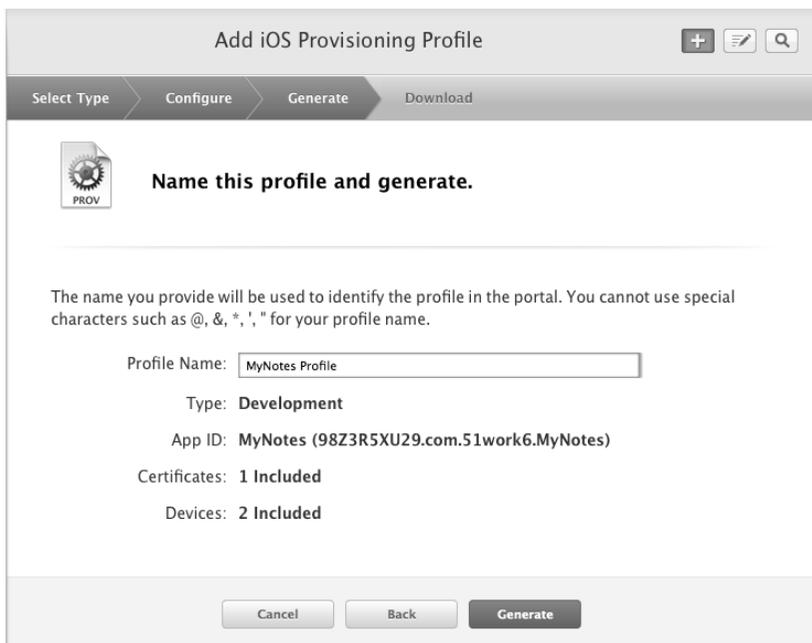 Add iOS Provisioning Profile
Select Type Configure Generate Download
PROV
Name this profile and generate.
The name you provide will be used to identify the profile in the portal. You cannot use special
characters such as @, &, *, ', " for your profile name.
Profile Name: MyNotes Profile
Type: Development
App ID: MyNotes (98Z3R5XU29.com.51work6.MyNotes)
Certificates: 1 Included
Devices: 2 Included
Cancel Back Generate